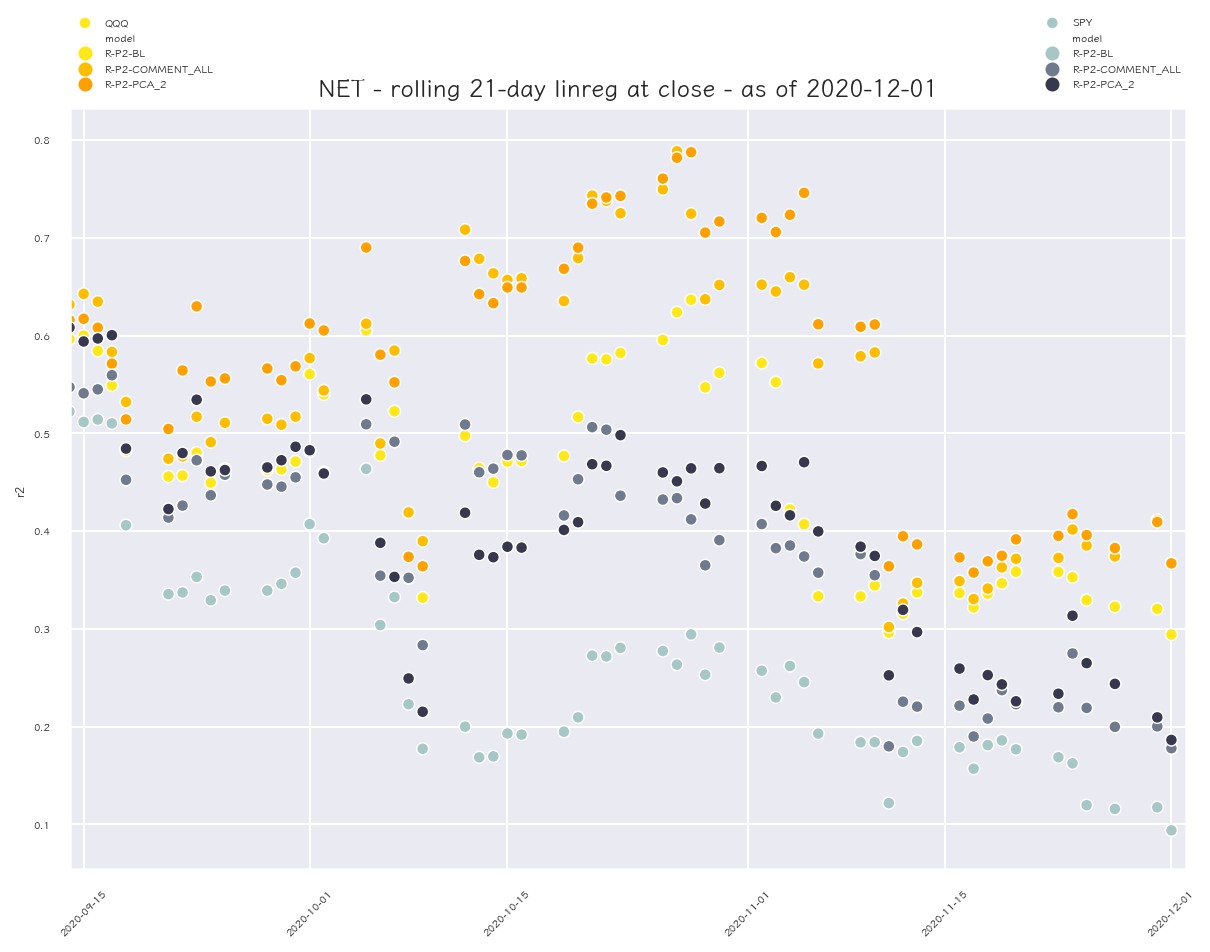 QQQ
model
R-P2-BL
R-P2-COMMENT_ALL
R-P2-PCA_2
SPY
model
R-P2-BL
R-P2-COMMENT_ALL
R-P2-PCA_2
NET - rolling 21-day linreg at close - as of 2020-12-01
0.8
0.7
0.6
0.5
0.4
0.3
0.2
0.1
r2
2020-09-15
2020-10-01
2020-10-15
2020-11-01
2020-11-15
2020-12-01